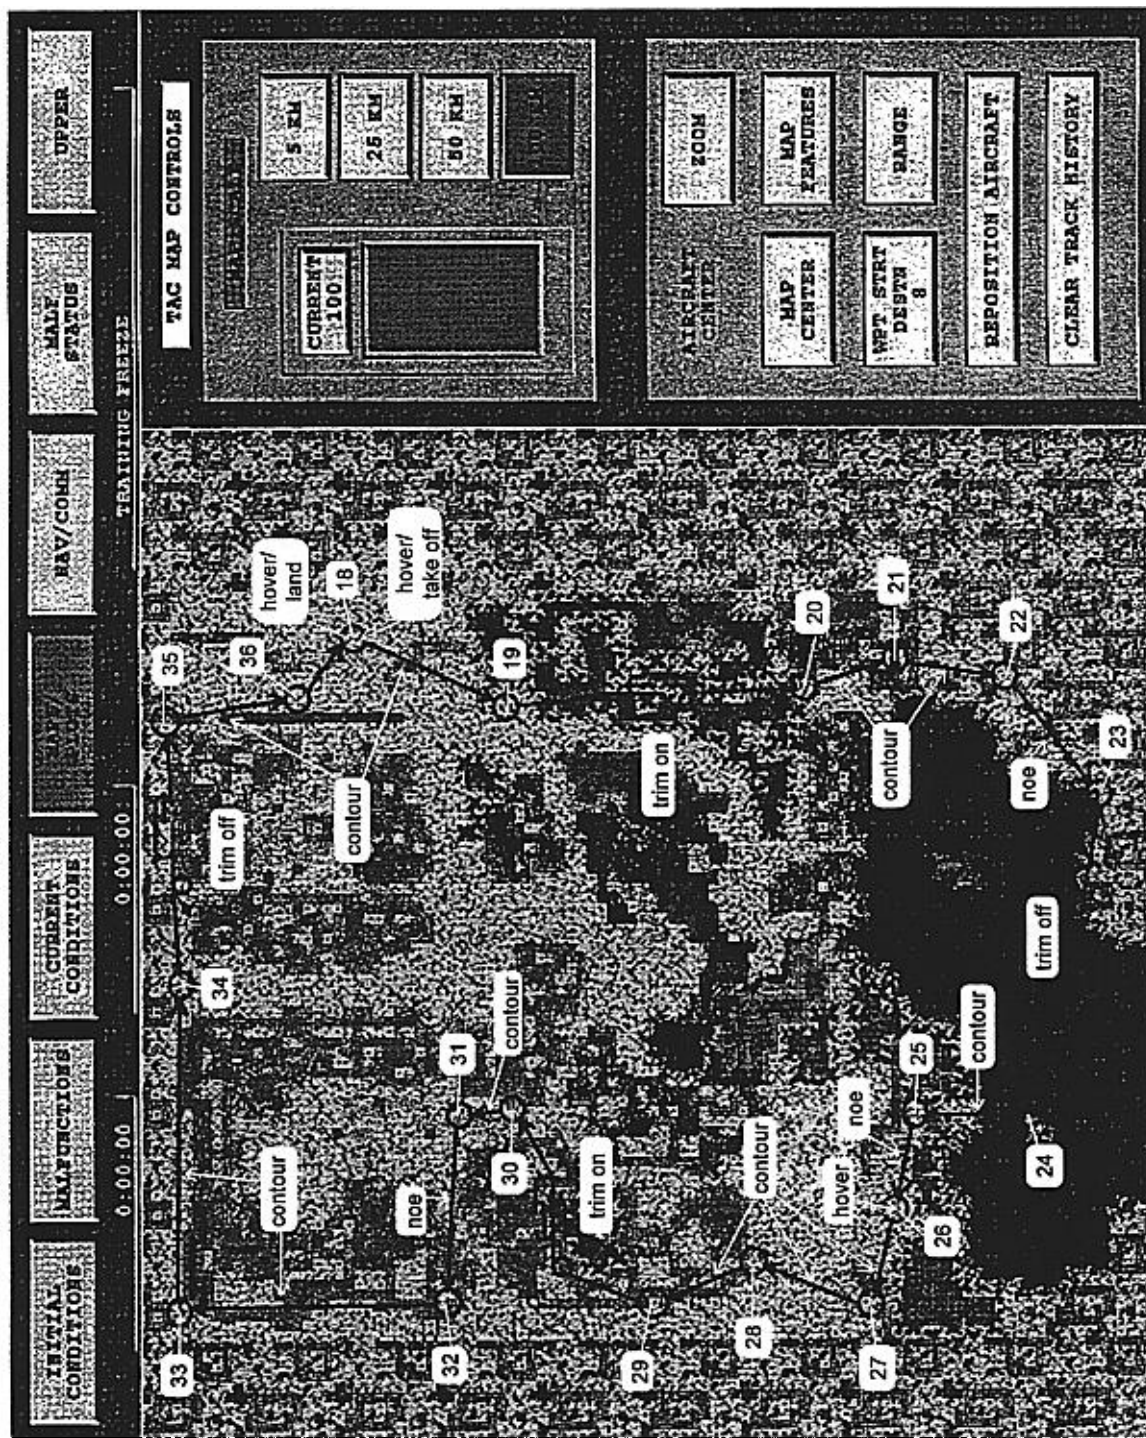 INITIAL
CONDITIONS
MALFUNCTIONS
CURRENT
CONDITIONS
NAV/COMM
MALF
STATUS
UPPER
0:00:00
0:00:00
TRAINING FREEZE
TAC MAP CONTROLS
CURRENT
100
5 KM
25 KM
50 KM
AIRCRAFT
CENTER
ZOOM
MAP
CENTER
MAP
FEATURES
WPT STRT
DESTN
8
RANGE
REPOSITION AIRCRAFT
CLEAR TRACK HISTORY
33
34
35
36
contour
trim off
hover/
land
18
contour
hover/
take off
noe
32
31
contour
30
19
trim on
29
trim on
contour
28
20
hover
noe
27
21
contour
26
25
contour
22
noe
24
trim off
23